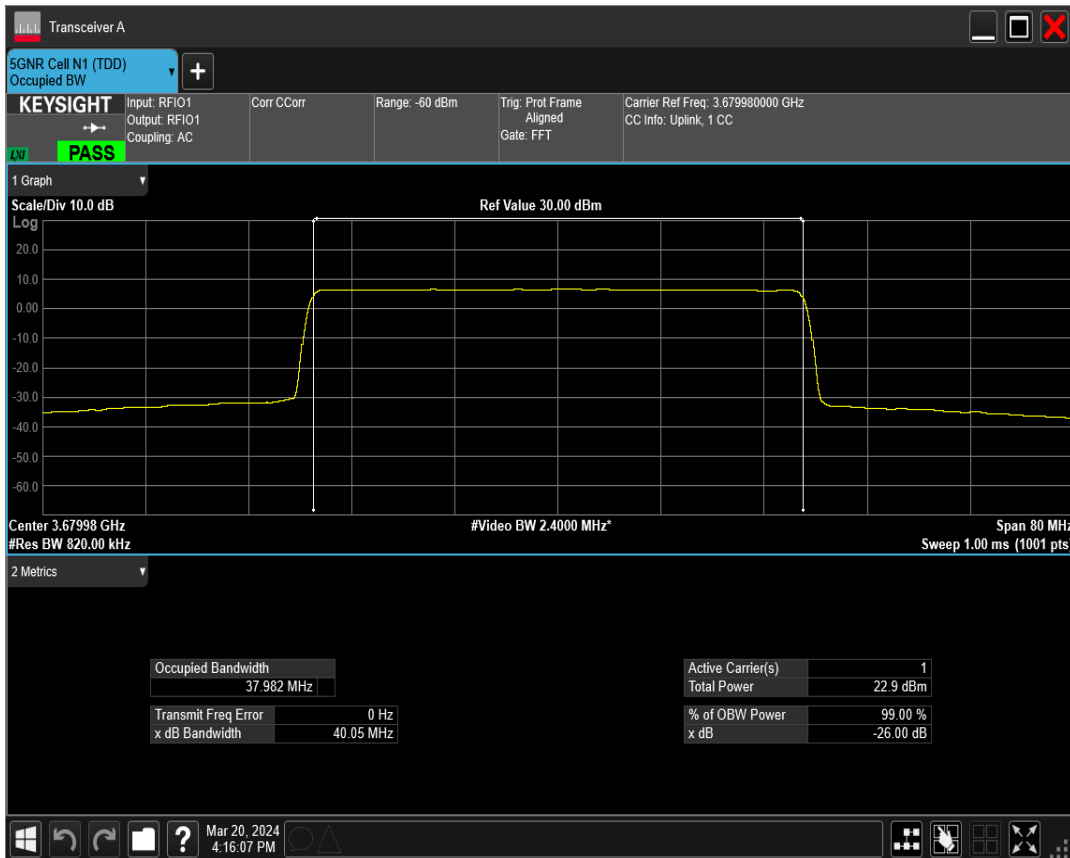 Transceiver A
5GNR Cell N1 (TDD)
Occupied BW
KEYSIGHT
LXI
PASS
Input: RFIO1
Output: RFIO1
Coupling: AC
Corr CCorr
Range: -60 dBm
Trig: Prot Frame
Aligned
Gate: FFT
Carrier Ref Freq: 3.679980000 GHz
CC Info: Uplink, 1 CC
1 Graph
Scale/Div 10.0 dB
Ref Value 30.00 dBm
Log
20.0
10.0
0.00
-10.0
-20.0
-30.0
-40.0
-50.0
-60.0
Center 3.67998 GHz
#Video BW 2.4000 MHz*
Span 80 MHz
#Res BW 820.00 kHz
Sweep 1.00 ms (1001 pts)
2 Metrics
Occupied Bandwidth
37.982 MHz
Transmit Freq Error 0 Hz
x dB Bandwidth 40.05 MHz
Active Carrier(s) 1
Total Power 22.9 dBm
% of OBW Power 99.00 %
x dB -26.00 dB
?
Mar 20, 2024
4:16:07 PM